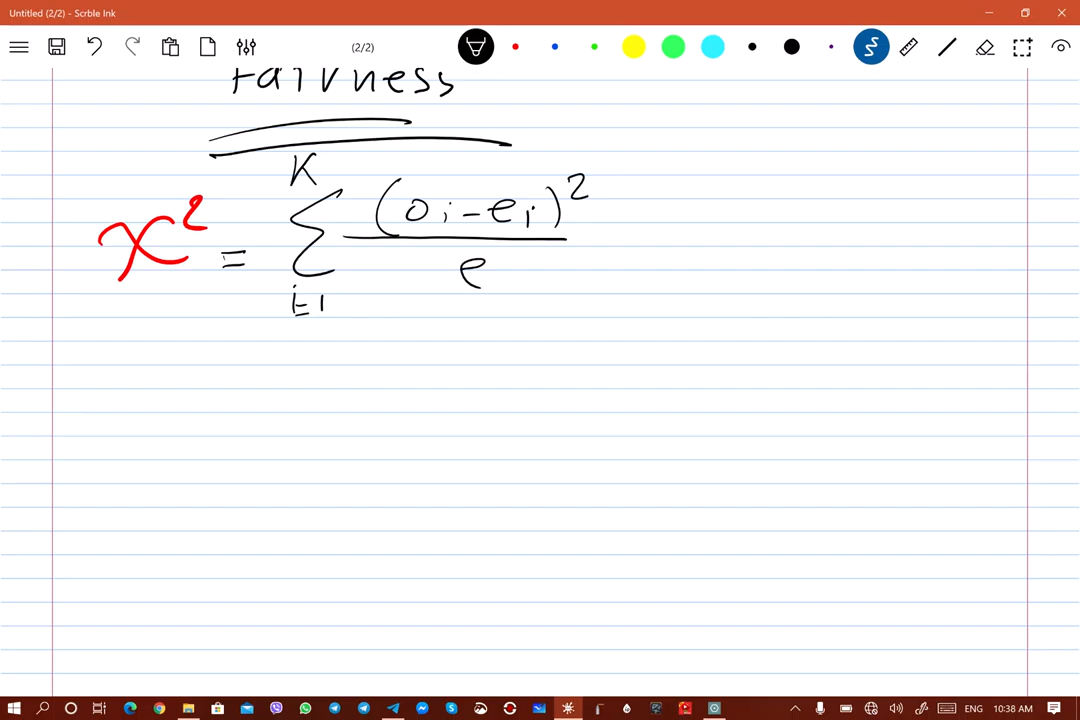 Untitled (2/2) - Scrble Ink
(2/2)
fairness
χ² = K Σ i=1 (oi - ei)² / e
ENG 10:38 AM